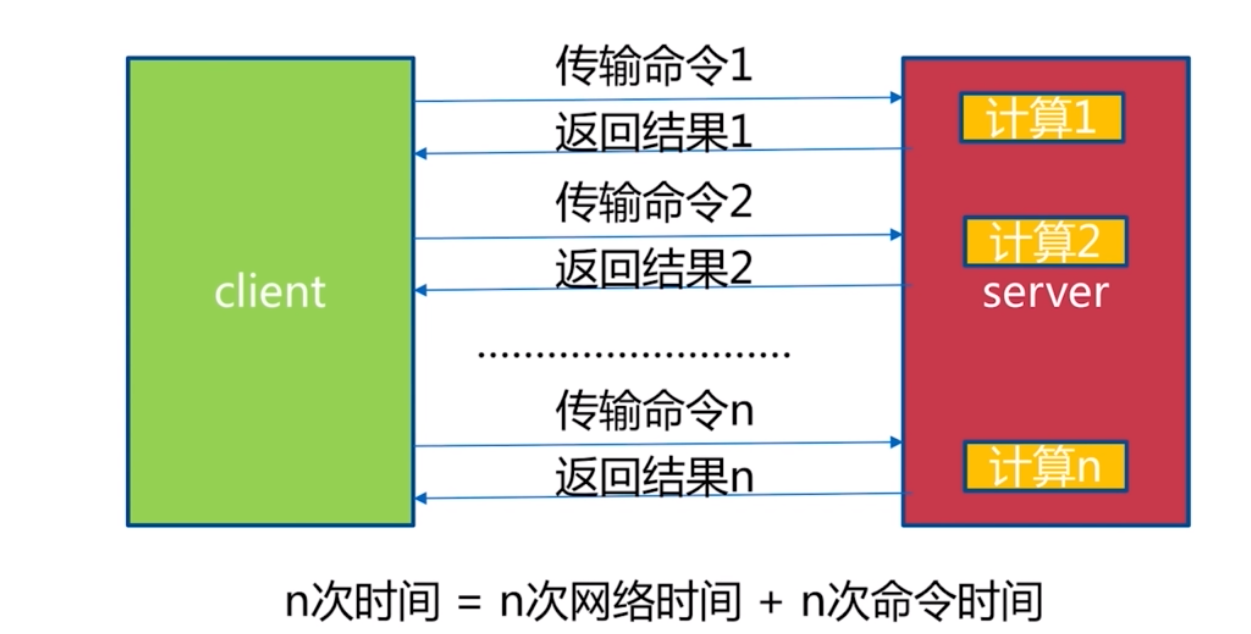 传输命令1
计算1
返回结果1
传输命令2
计算2
返回结果2
client
server
...........................
传输命令n
计算n
返回结果n
n次时间 = n次网络时间 + n次命令时间